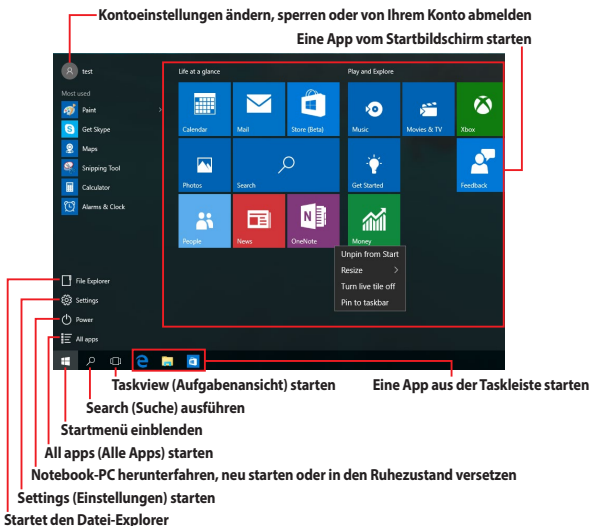 Kontoeinstellungen ändern, sperren oder von Ihrem Konto abmelden
Eine App vom Startbildschirm starten
test
Life at a glance
Play and Explore
Most used
Paint
Get Skype
Maps
Snipping Tool
Calculator
Alarms & Clock
Calendar
Mail
Store (Beta)
Music
Movies & TV
Xbox
Photos
Search
Get Started
Feedback
People
News
OneNote
Money
Unpin from Start
Resize
Turn live tile off
Pin to taskbar
File Explorer
Settings
Power
All apps
Taskview (Aufgabenansicht) starten
Eine App aus der Taskleiste starten
Search (Suche) ausführen
Startmenü einblenden
All apps (Alle Apps) starten
Notebook-PC herunterfahren, neu starten oder in den Ruhezustand versetzen
Settings (Einstellungen) starten
Startet den Datei-Explorer